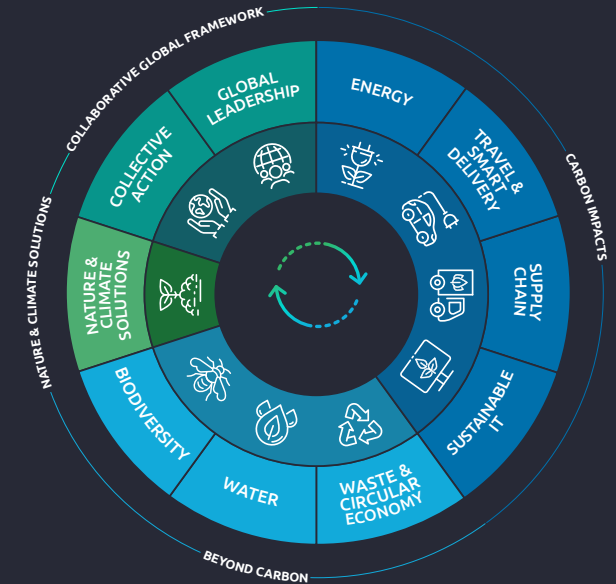 COLLABORATIVE GLOBAL FRAMEWORK
GLOBAL
LEADERSHIP
ENERGY
TRAVEL &
SMART
DELIVERY
CARBON IMPACTS
SUPPLY
CHAIN
SUSTAINABLE
IT
WASTE &
CIRCULAR
ECONOMY
WATER
BEYOND CARBON
BIODIVERSITY
NATURE &
CLIMATE
SOLUTIONS
NATURE & CLIMATE SOLUTIONS
COLLECTIVE
ACTION